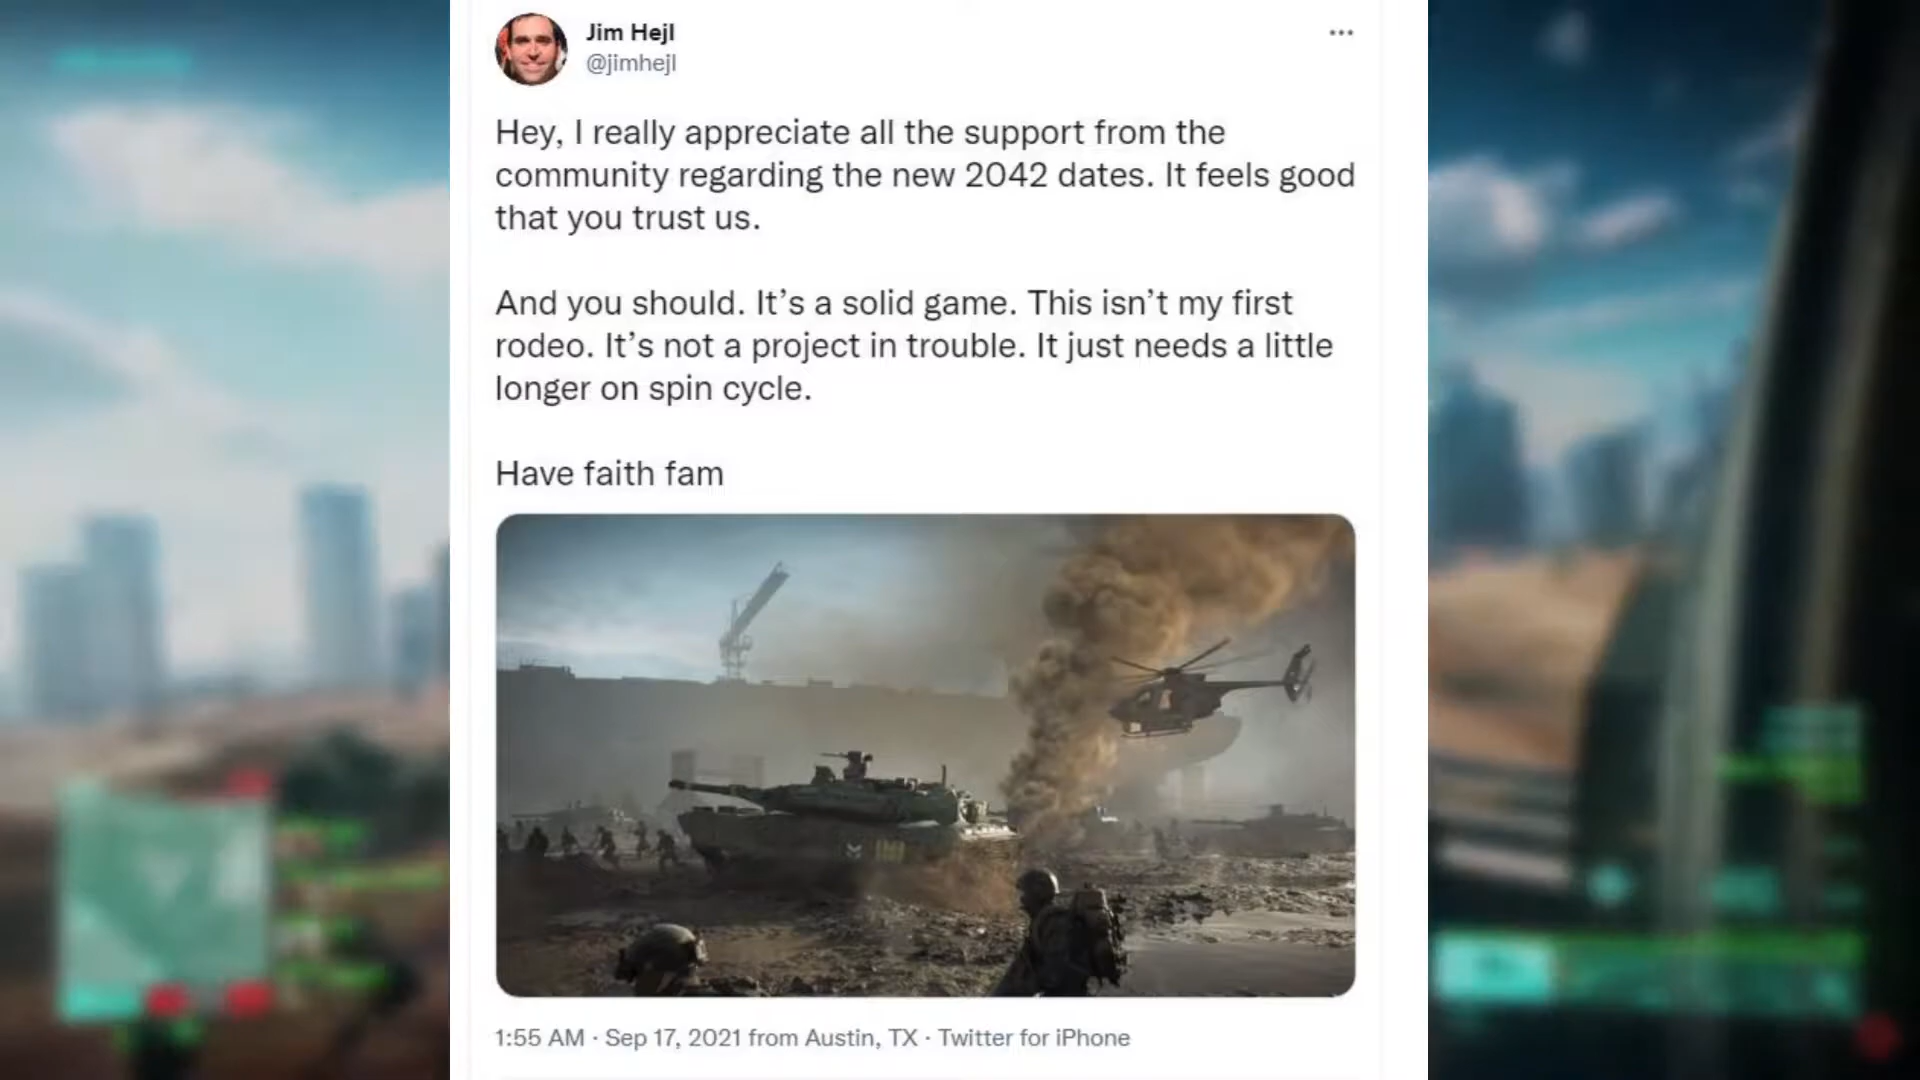 Jim Hejl
@jimhejl
Hey, I really appreciate all the support from the
community regarding the new 2042 dates. It feels good
that you trust us.
And you should. It’s a solid game. This isn’t my first
rodeo. It’s not a project in trouble. It just needs a little
longer on spin cycle.
Have faith fam
1:55 AM · Sep 17, 2021 from Austin, TX · Twitter for iPhone